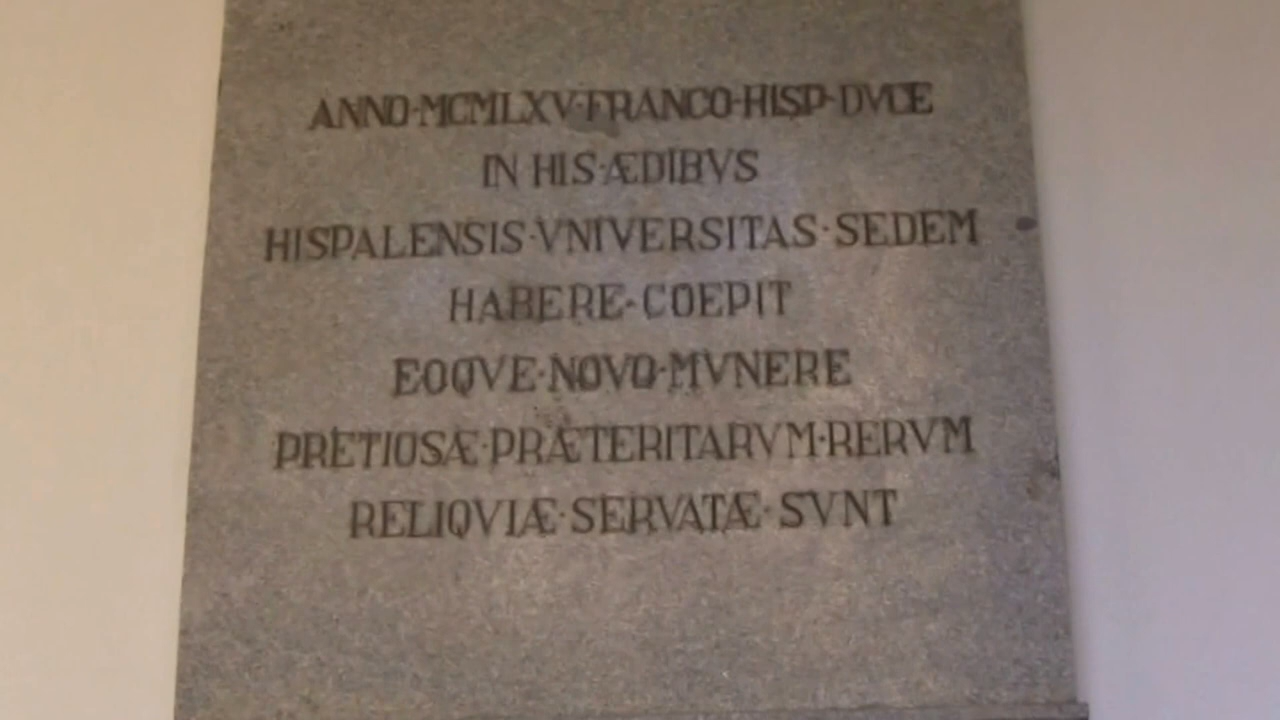 ANNO·MCMLXV·FRANCO·HISP·DVCE
IN HIS·ÆDIBVS
HISPALENSIS·VNIVERSITAS·SEDEM
HABERE·COEPIT
EOQVE·NOVO·MVNERE
PRETIOSÆ·PRÆTERITARVM·RERVM
RELIQVIÆ·SERVATÆ·SVNT